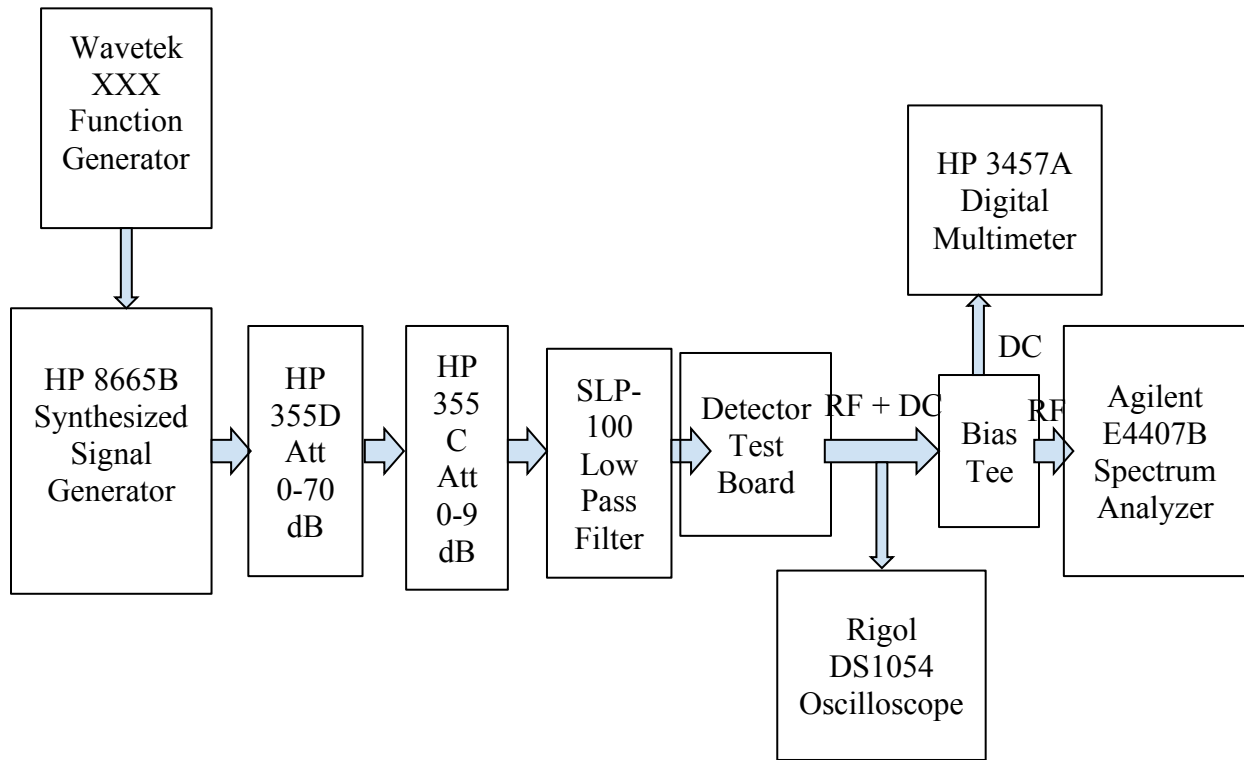 Wavetek
XXX
Function
Generator
HP 3457A
Digital
Multimeter
HP 8665B
Synthesized
Signal
Generator
HP
355D
Att
0-70
dB
HP
355
C
Att
0-9
dB
SLP-
100
Low
Pass
Filter
Detector
Test
Board
RF + DC
DC
Bias
Tee
RF
Agilent
E4407B
Spectrum
Analyzer
Rigol
DS1054
Oscilloscope